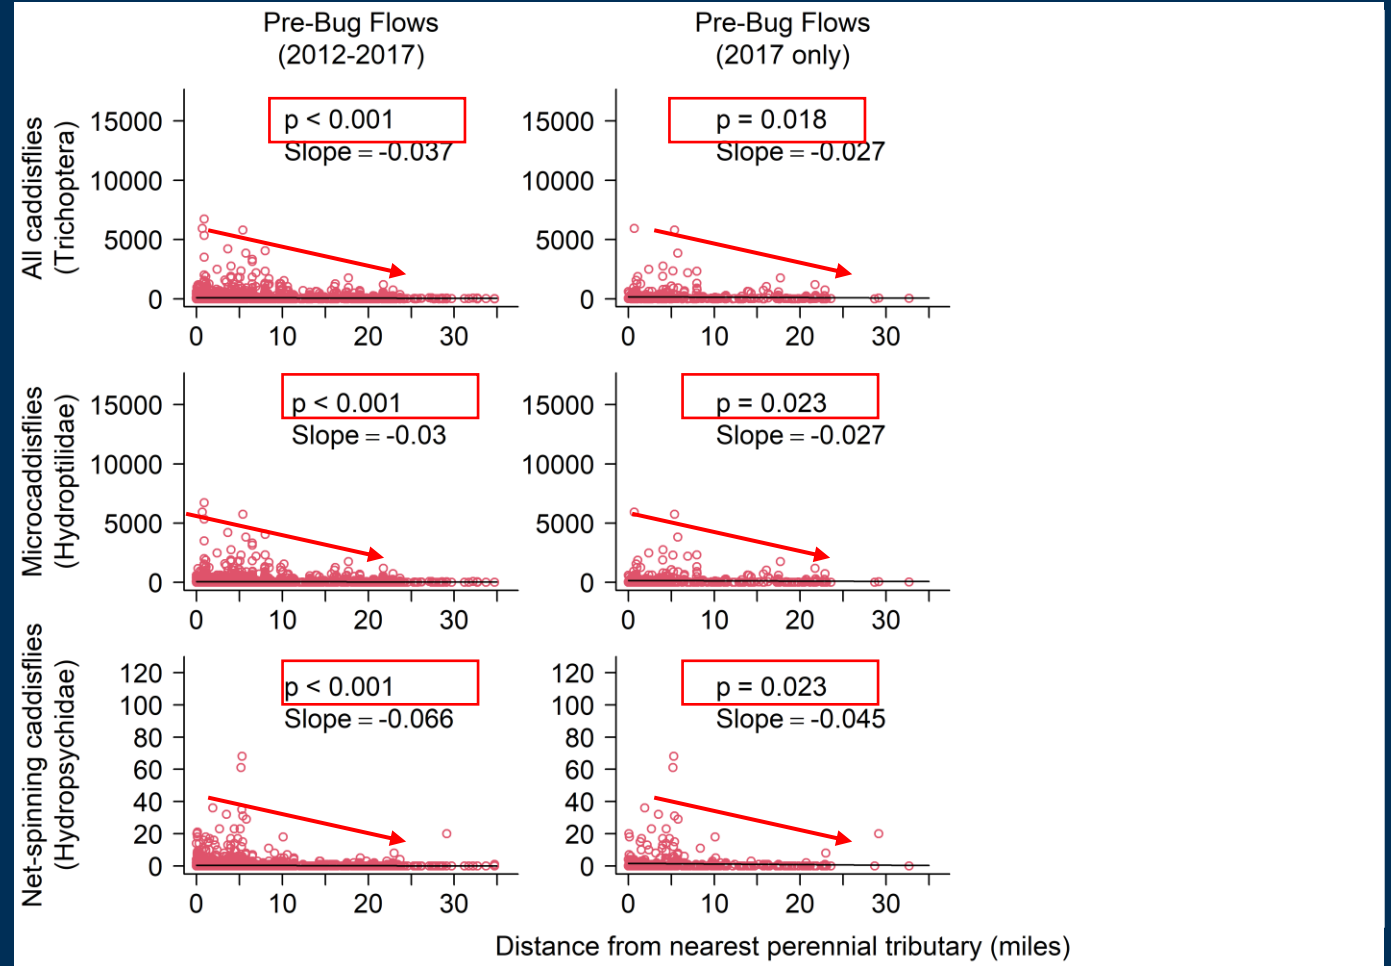 Pre-Bug Flows
(2012-2017)
Pre-Bug Flows
(2017 only)
All caddisflies
(Trichoptera)
15000
10000
5000
0
p < 0.001
Slope = -0.037
0 10 20 30
15000
10000
5000
0
p = 0.018
Slope = -0.027
0 10 20 30
Microcaddisflies
(Hydroptilidae)
15000
10000
5000
0
p < 0.001
Slope = -0.03
0 10 20 30
15000
10000
5000
0
p = 0.023
Slope = -0.027
0 10 20 30
Net-spinning caddisflies
(Hydropsychidae)
120
100
80
60
40
20
0
p < 0.001
Slope = -0.066
0 10 20 30
120
100
80
60
40
20
0
p = 0.023
Slope = -0.045
0 10 20 30
Distance from nearest perennial tributary (miles)